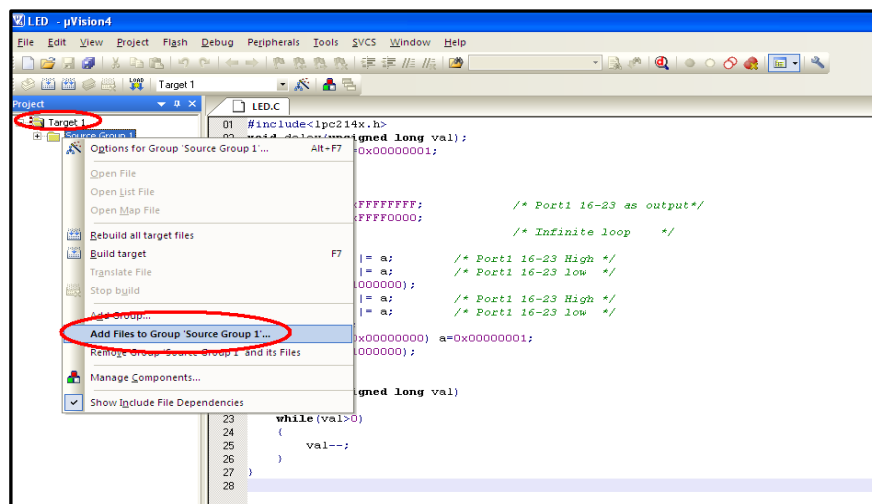 LED - µVision4
File Edit View Project Flash Debug Peripherals Tools SVCS Window Help
LOAD Target 1
Project
LED.C
Target 1
Source Group 1
01 #include<lpc214x.h>
void delay(unsigned long val);
=0x00000001;
Options for Group 'Source Group 1'... Alt+F7
Open File
Open List File
Open Map File
xFFFFFFFF; /* Port1 16-23 as output*/
xFFFF0000;
/* Infinite loop */
Rebuild all target files
Build target F7
Translate File
Stop build
|= a; /* Port1 16-23 High */
|= a; /* Port1 16-23 low */
1000000);
|= a; /* Port1 16-23 High */
|= a; /* Port1 16-23 low */
Add Group...
Add Files to Group 'Source Group 1'...
Remove Group 'Source Group 1' and its Files
0x00000000) a=0x00000001;
1000000);
Manage Components...
Show Include File Dependencies
igned long val)
23 while(val>0)
24 {
25 val--;
26 }
27 }
28